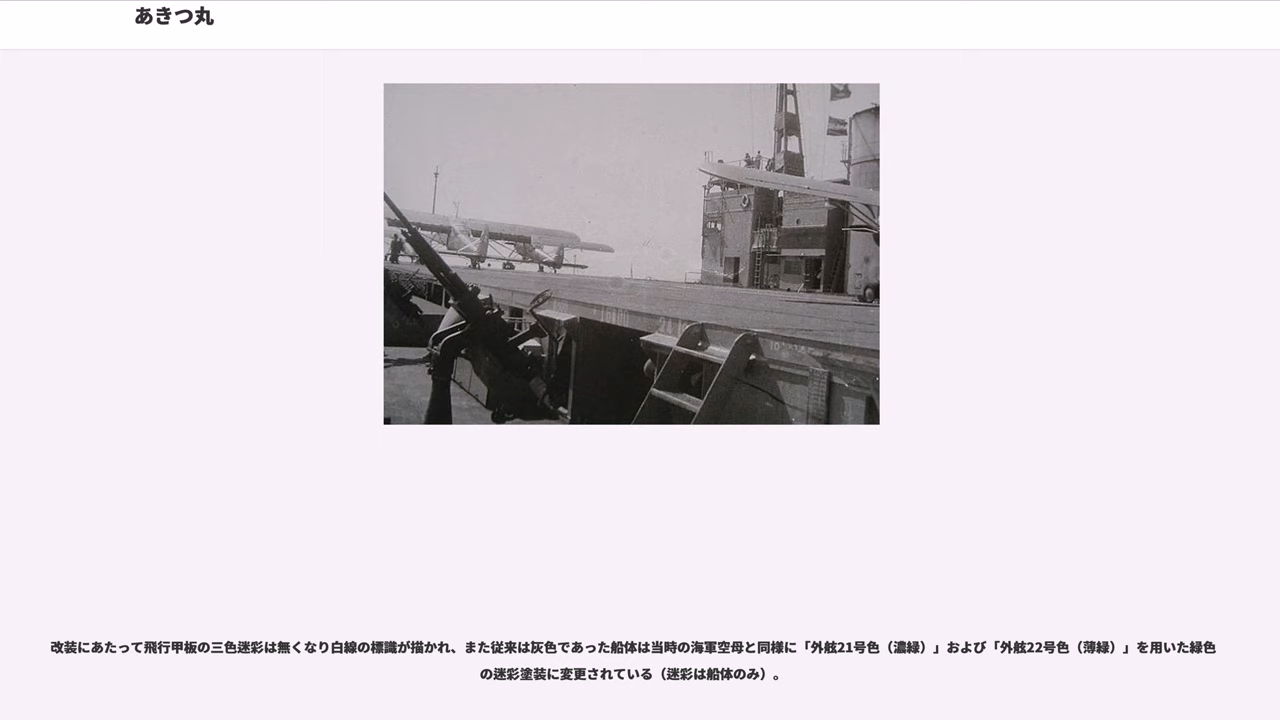 あきつ丸
改装にあたって飛行甲板の三色迷彩は無くなり白線の標識が描かれ、また従来は灰色であった船体は当時の海軍空母と同様に「外舷21号色（濃緑）」および「外舷22号色（薄緑）」を用いた緑色
の迷彩塗装に変更されている（迷彩は船体のみ）。